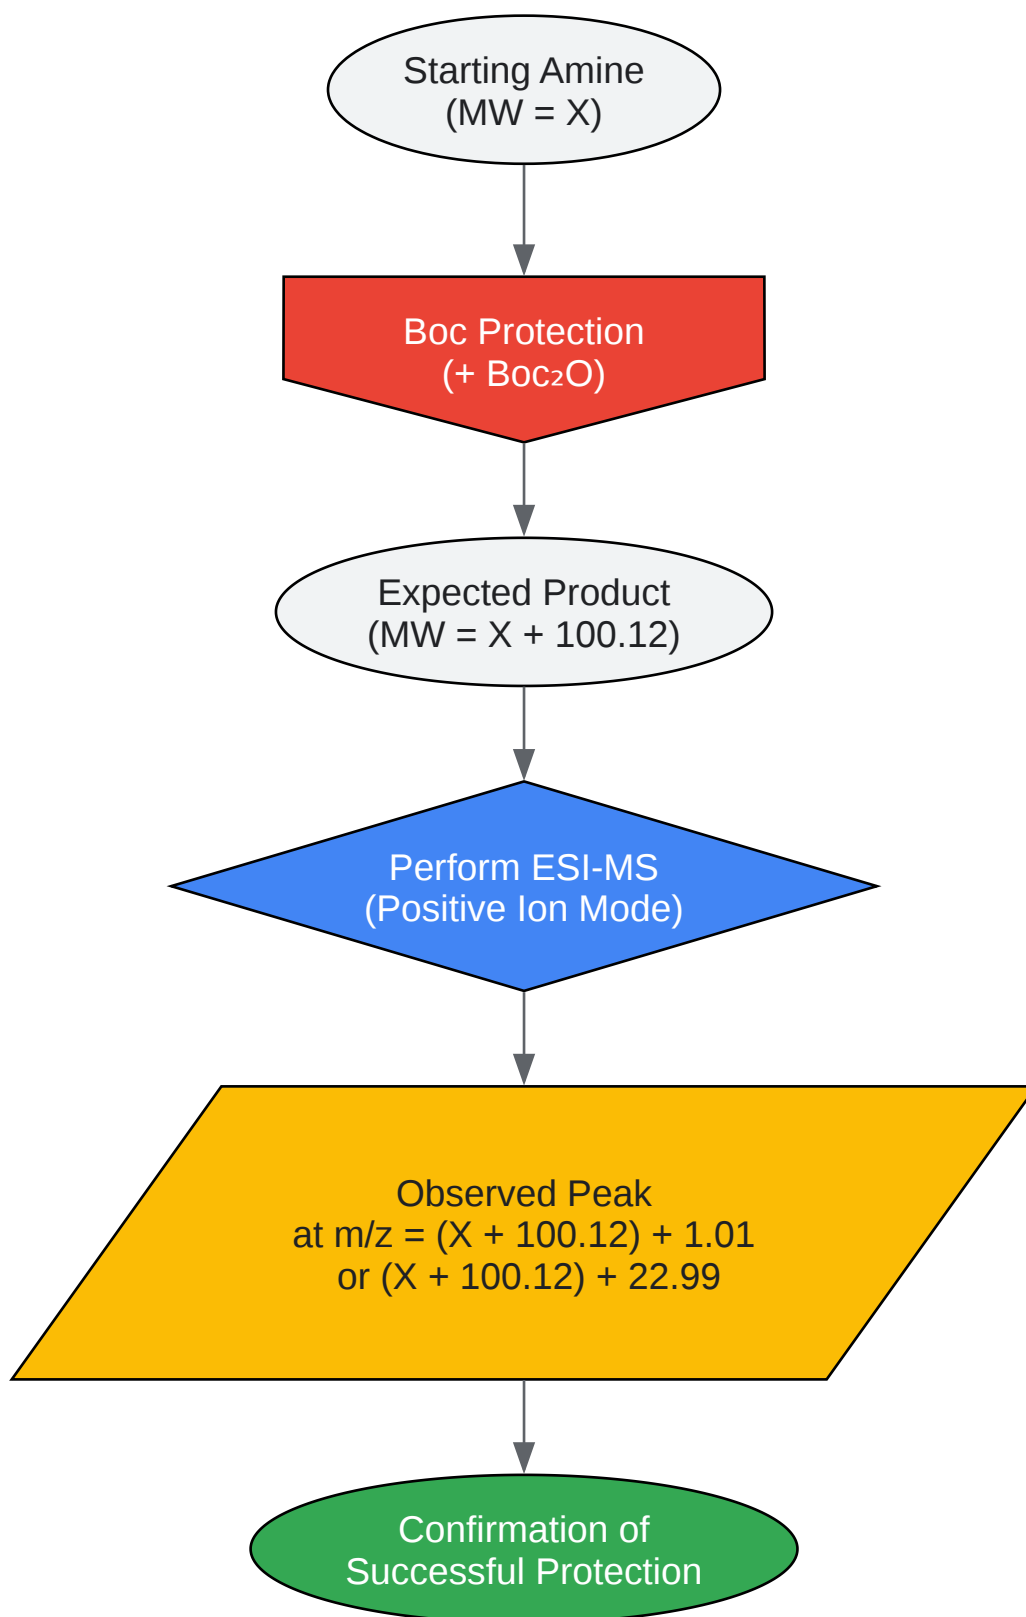 Starting Amine
(MW = X)
Boc Protection
(+ Boc₂O)
Expected Product
(MW = X + 100.12)
Perform ESI-MS
(Positive Ion Mode)
Observed Peak
at m/z = (X + 100.12) + 1.01
or (X + 100.12) + 22.99
Confirmation of
Successful Protection